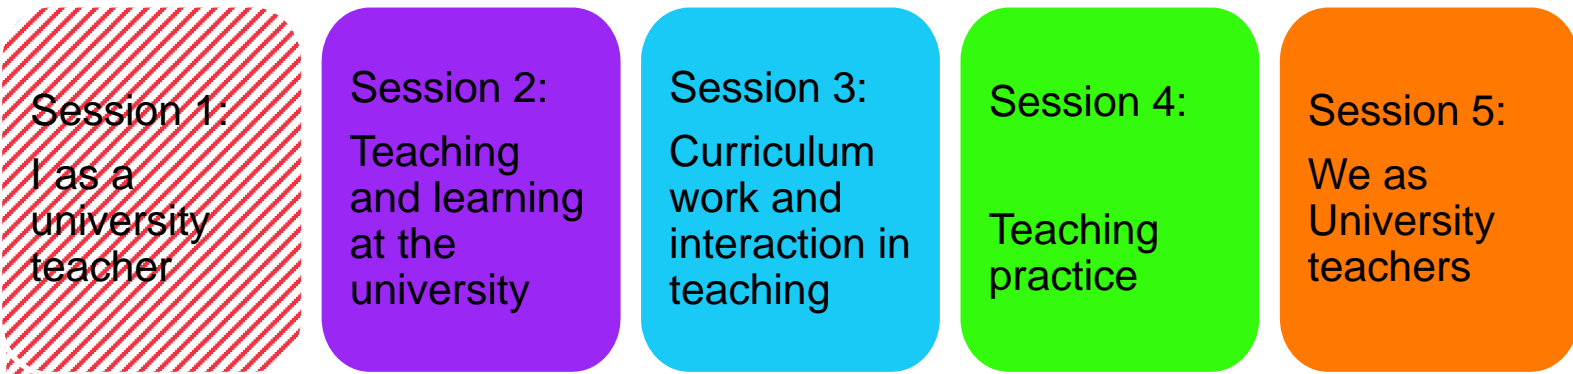 Session 1:
I as a
university
teacher
Session 2:
Teaching
and learning
at the
university
Session 3:
Curriculum
work and
interaction in
teaching
Session 4:
Teaching
practice
Session 5:
We as
University
teachers